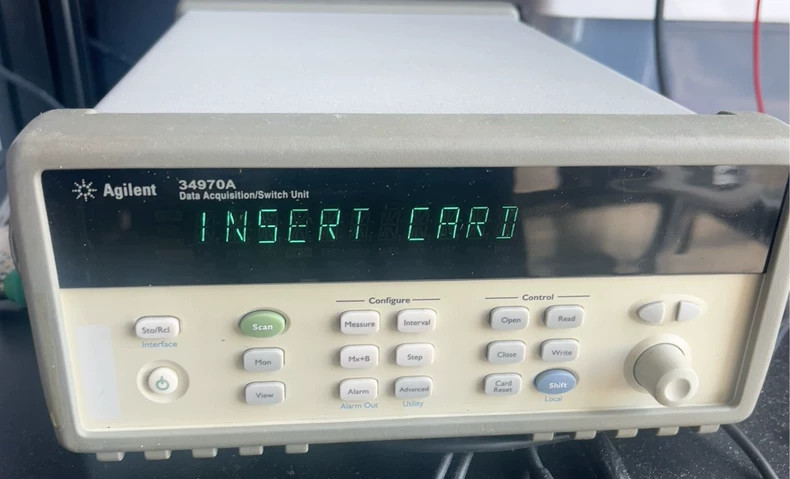 Agilent
34970A
Data Acquisition/Switch Unit
INSERT CARD
Configure
Control
Sto/Rcl
Scan
Measure
Interval
Open
Read
Interface
Mon
Mx+B
Step
Close
Write
View
Alarm
Advanced
Card
Reset
Shift
Alarm Out
Utility
Local